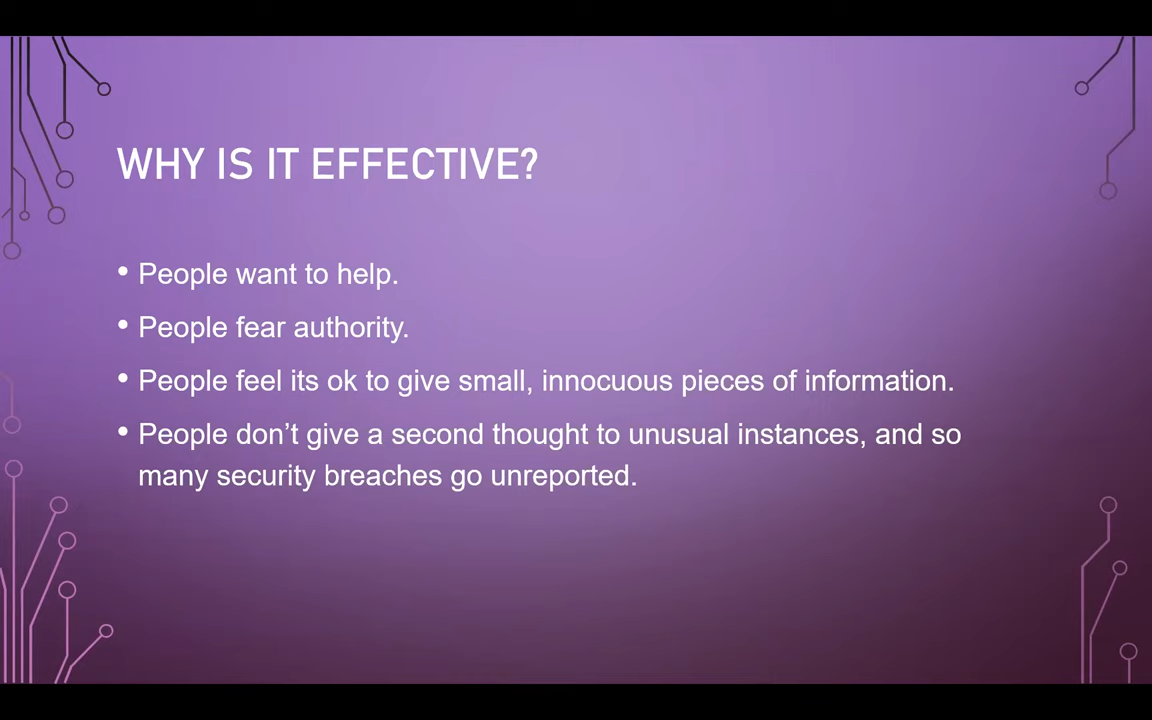 WHY IS IT EFFECTIVE?
• People want to help.
• People fear authority.
• People feel its ok to give small, innocuous pieces of information.
• People don’t give a second thought to unusual instances, and so
many security breaches go unreported.